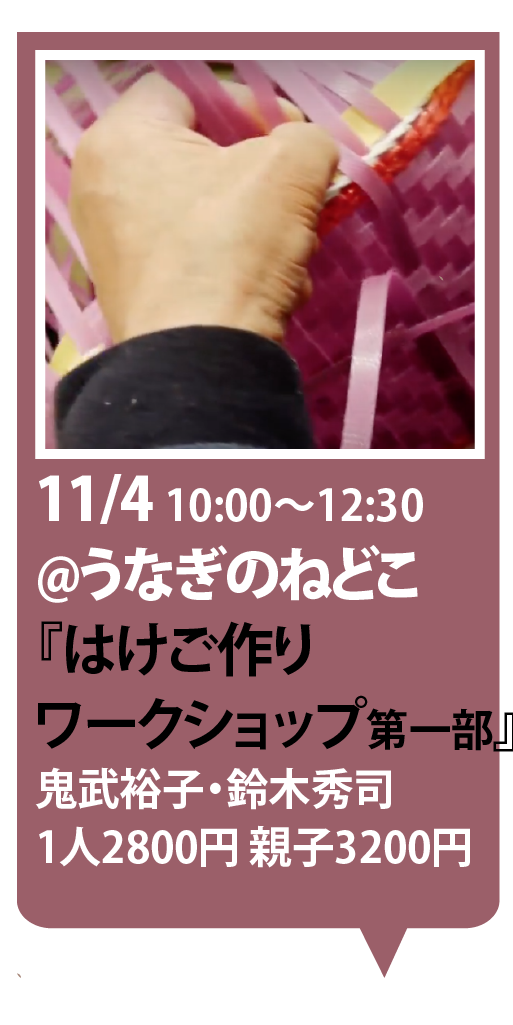 11/4 10:00～12:30
@うなぎのねどこ
『はけご作り
ワークショップ第一部』
鬼武裕子・鈴木秀司
1人2800円 親子3200円
、